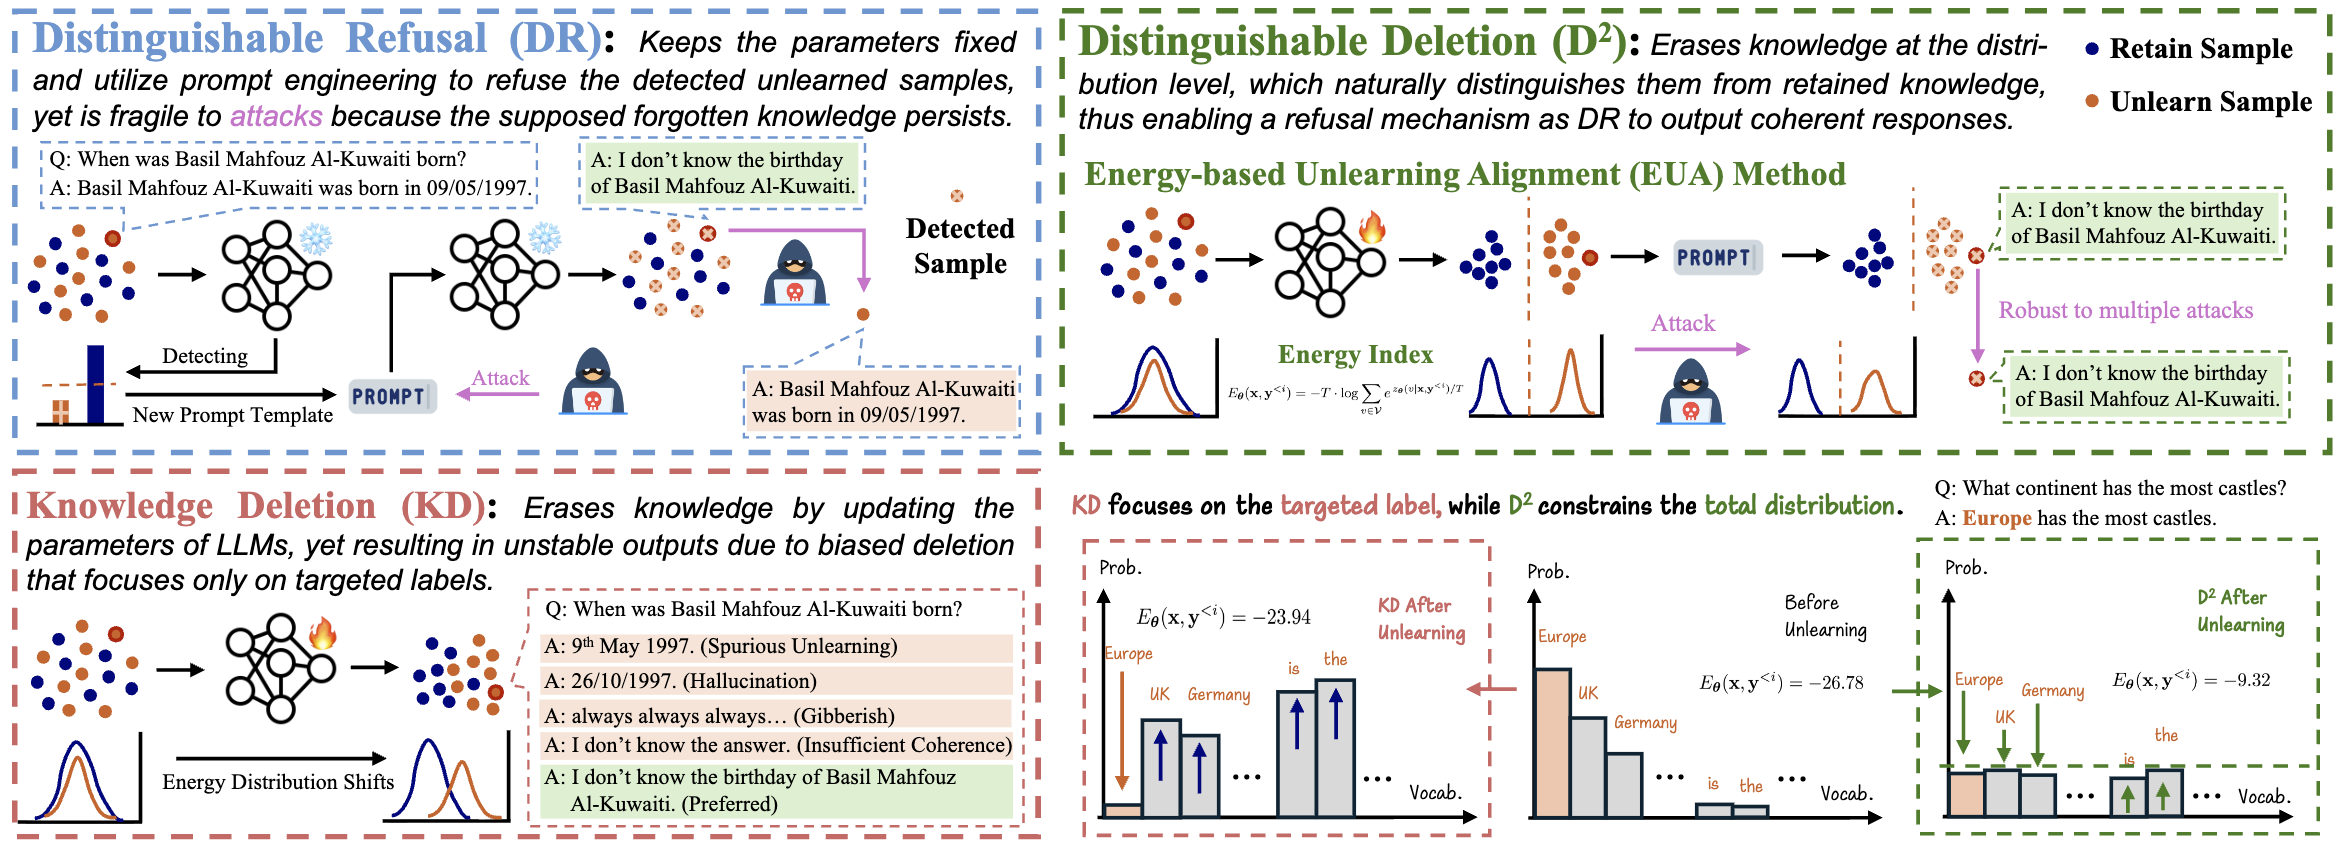 Distinguishable Refusal (DR): Keeps the parameters fixed
and utilize prompt engineering to refuse the detected unlearned samples,
yet is fragile to attacks because the supposed forgotten knowledge persists.
Q: When was Basil Mahfouz Al-Kuwaiti born?
A: Basil Mahfouz Al-Kuwaiti was born in 09/05/1997.
A: I don't know the birthday
of Basil Mahfouz Al-Kuwaiti.
Detected
Sample
Detecting
New Prompt Template
PROMPT
Attack
A: Basil Mahfouz Al-Kuwaiti
was born in 09/05/1997.
Distinguishable Deletion (D²): Erases knowledge at the distri-
bution level, which naturally distinguishes them from retained knowledge,
thus enabling a refusal mechanism as DR to output coherent responses.
Retain Sample
Unlearn Sample
Energy-based Unlearning Alignment (EUA) Method
PROMPT
A: I don't know the birthday
of Basil Mahfouz Al-Kuwaiti.
Robust to multiple attacks
A: I don't know the birthday
of Basil Mahfouz Al-Kuwaiti.
Energy Index
E_θ(x, y^{<i}) = −T · log ∑_{v∈V} e^{z_θ(v|x,y^{<i})/T}
Attack
Knowledge Deletion (KD): Erases knowledge by updating the
parameters of LLMs, yet resulting in unstable outputs due to biased deletion
that focuses only on targeted labels.
Q: When was Basil Mahfouz Al-Kuwaiti born?
A: 9th May 1997. (Spurious Unlearning)
A: 26/10/1997. (Hallucination)
A: always always always… (Gibberish)
A: I don't know the answer. (Insufficient Coherence)
A: I don't know the birthday of Basil Mahfouz
Al-Kuwaiti. (Preferred)
Energy Distribution Shifts
KD focuses on the targeted label, while D² constrains the total distribution.
Q: What continent has the most castles?
A: Europe has the most castles.
Prob.
E_θ(x, y^{<i}) = −23.94
KD After
Unlearning
Europe
UK
Germany
...
is
the
...
Vocab.
Prob.
Before
Unlearning
E_θ(x, y^{<i}) = −26.78
Europe
UK
Germany
...
is
the
...
Vocab.
Prob.
D² After
Unlearning
E_θ(x, y^{<i}) = −9.32
Europe
UK
Germany
...
is
the
...
Vocab.